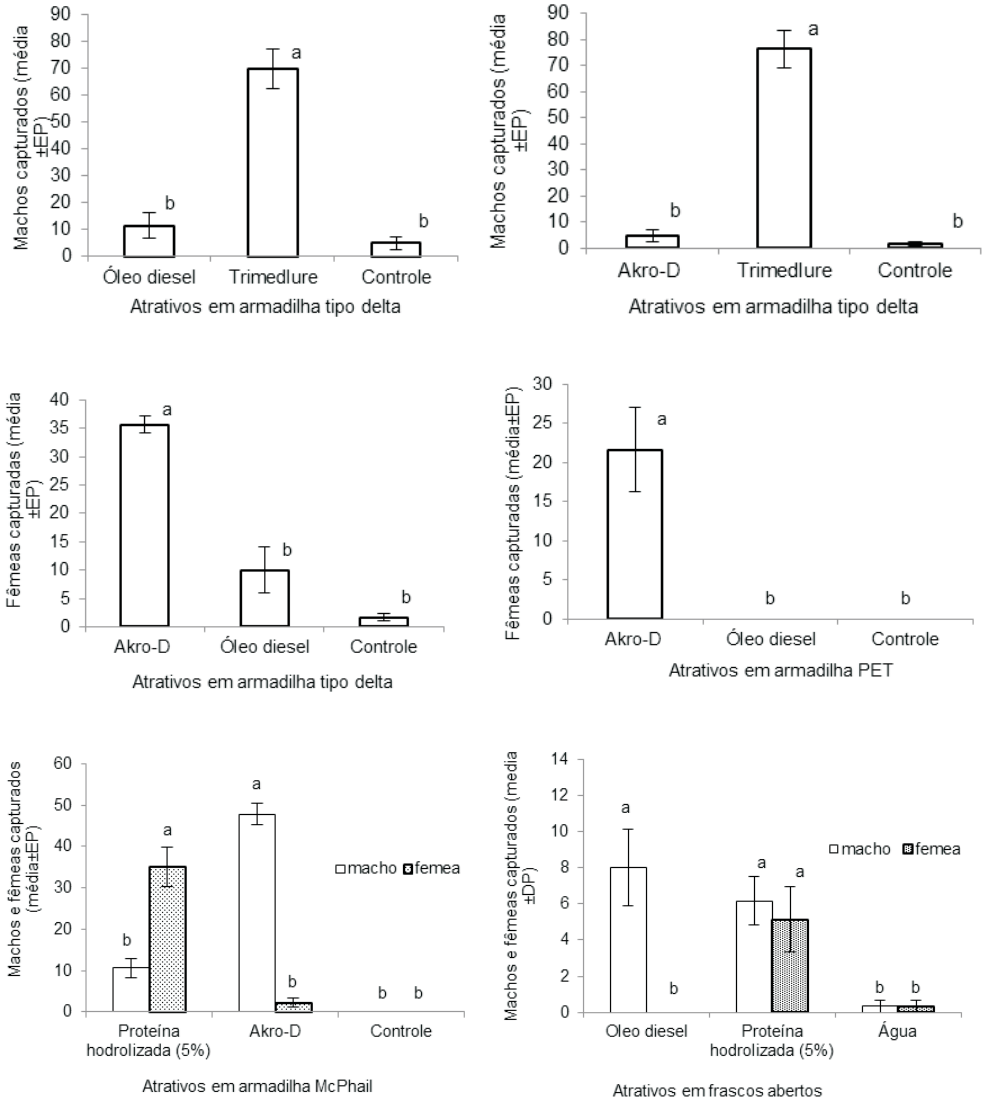 Machos capturados (média
±EP)
90
80
70
60
50
40
30
20
10
0
b
a
b
Óleo diesel
Trimedlure
Controle
Atrativos em armadilha tipo delta
Machos capturados (média
±EP)
90
80
70
60
50
40
30
20
10
0
b
a
b
Akro-D
Trimedlure
Controle
Atrativos em armadilha tipo delta
Fêmeas capturadas (média
±EP)
40
35
30
25
20
15
10
5
0
a
b
b
Akro-D
Óleo diesel
Controle
Atrativos em armadilha tipo delta
Fêmeas capturadas (média±EP)
30
25
20
15
10
5
0
a
b
b
Akro-D
Óleo diesel
Controle
Atrativos em armadilha PET
Machos e fêmeas capturados
(média±EP)
60
50
40
30
20
10
0
b
a
a
b
b
b
macho
femea
Proteína
hodrolizada (5%)
Akro-D
Controle
Atrativos em armadilha McPhail
Machos e fêmeas capturados (media
±DP)
14
12
10
8
6
4
2
0
a
b
a
a
b
b
macho
femea
Oleo diesel
Proteína
hodrolizada (5%)
Água
Atrativos em frascos abertos